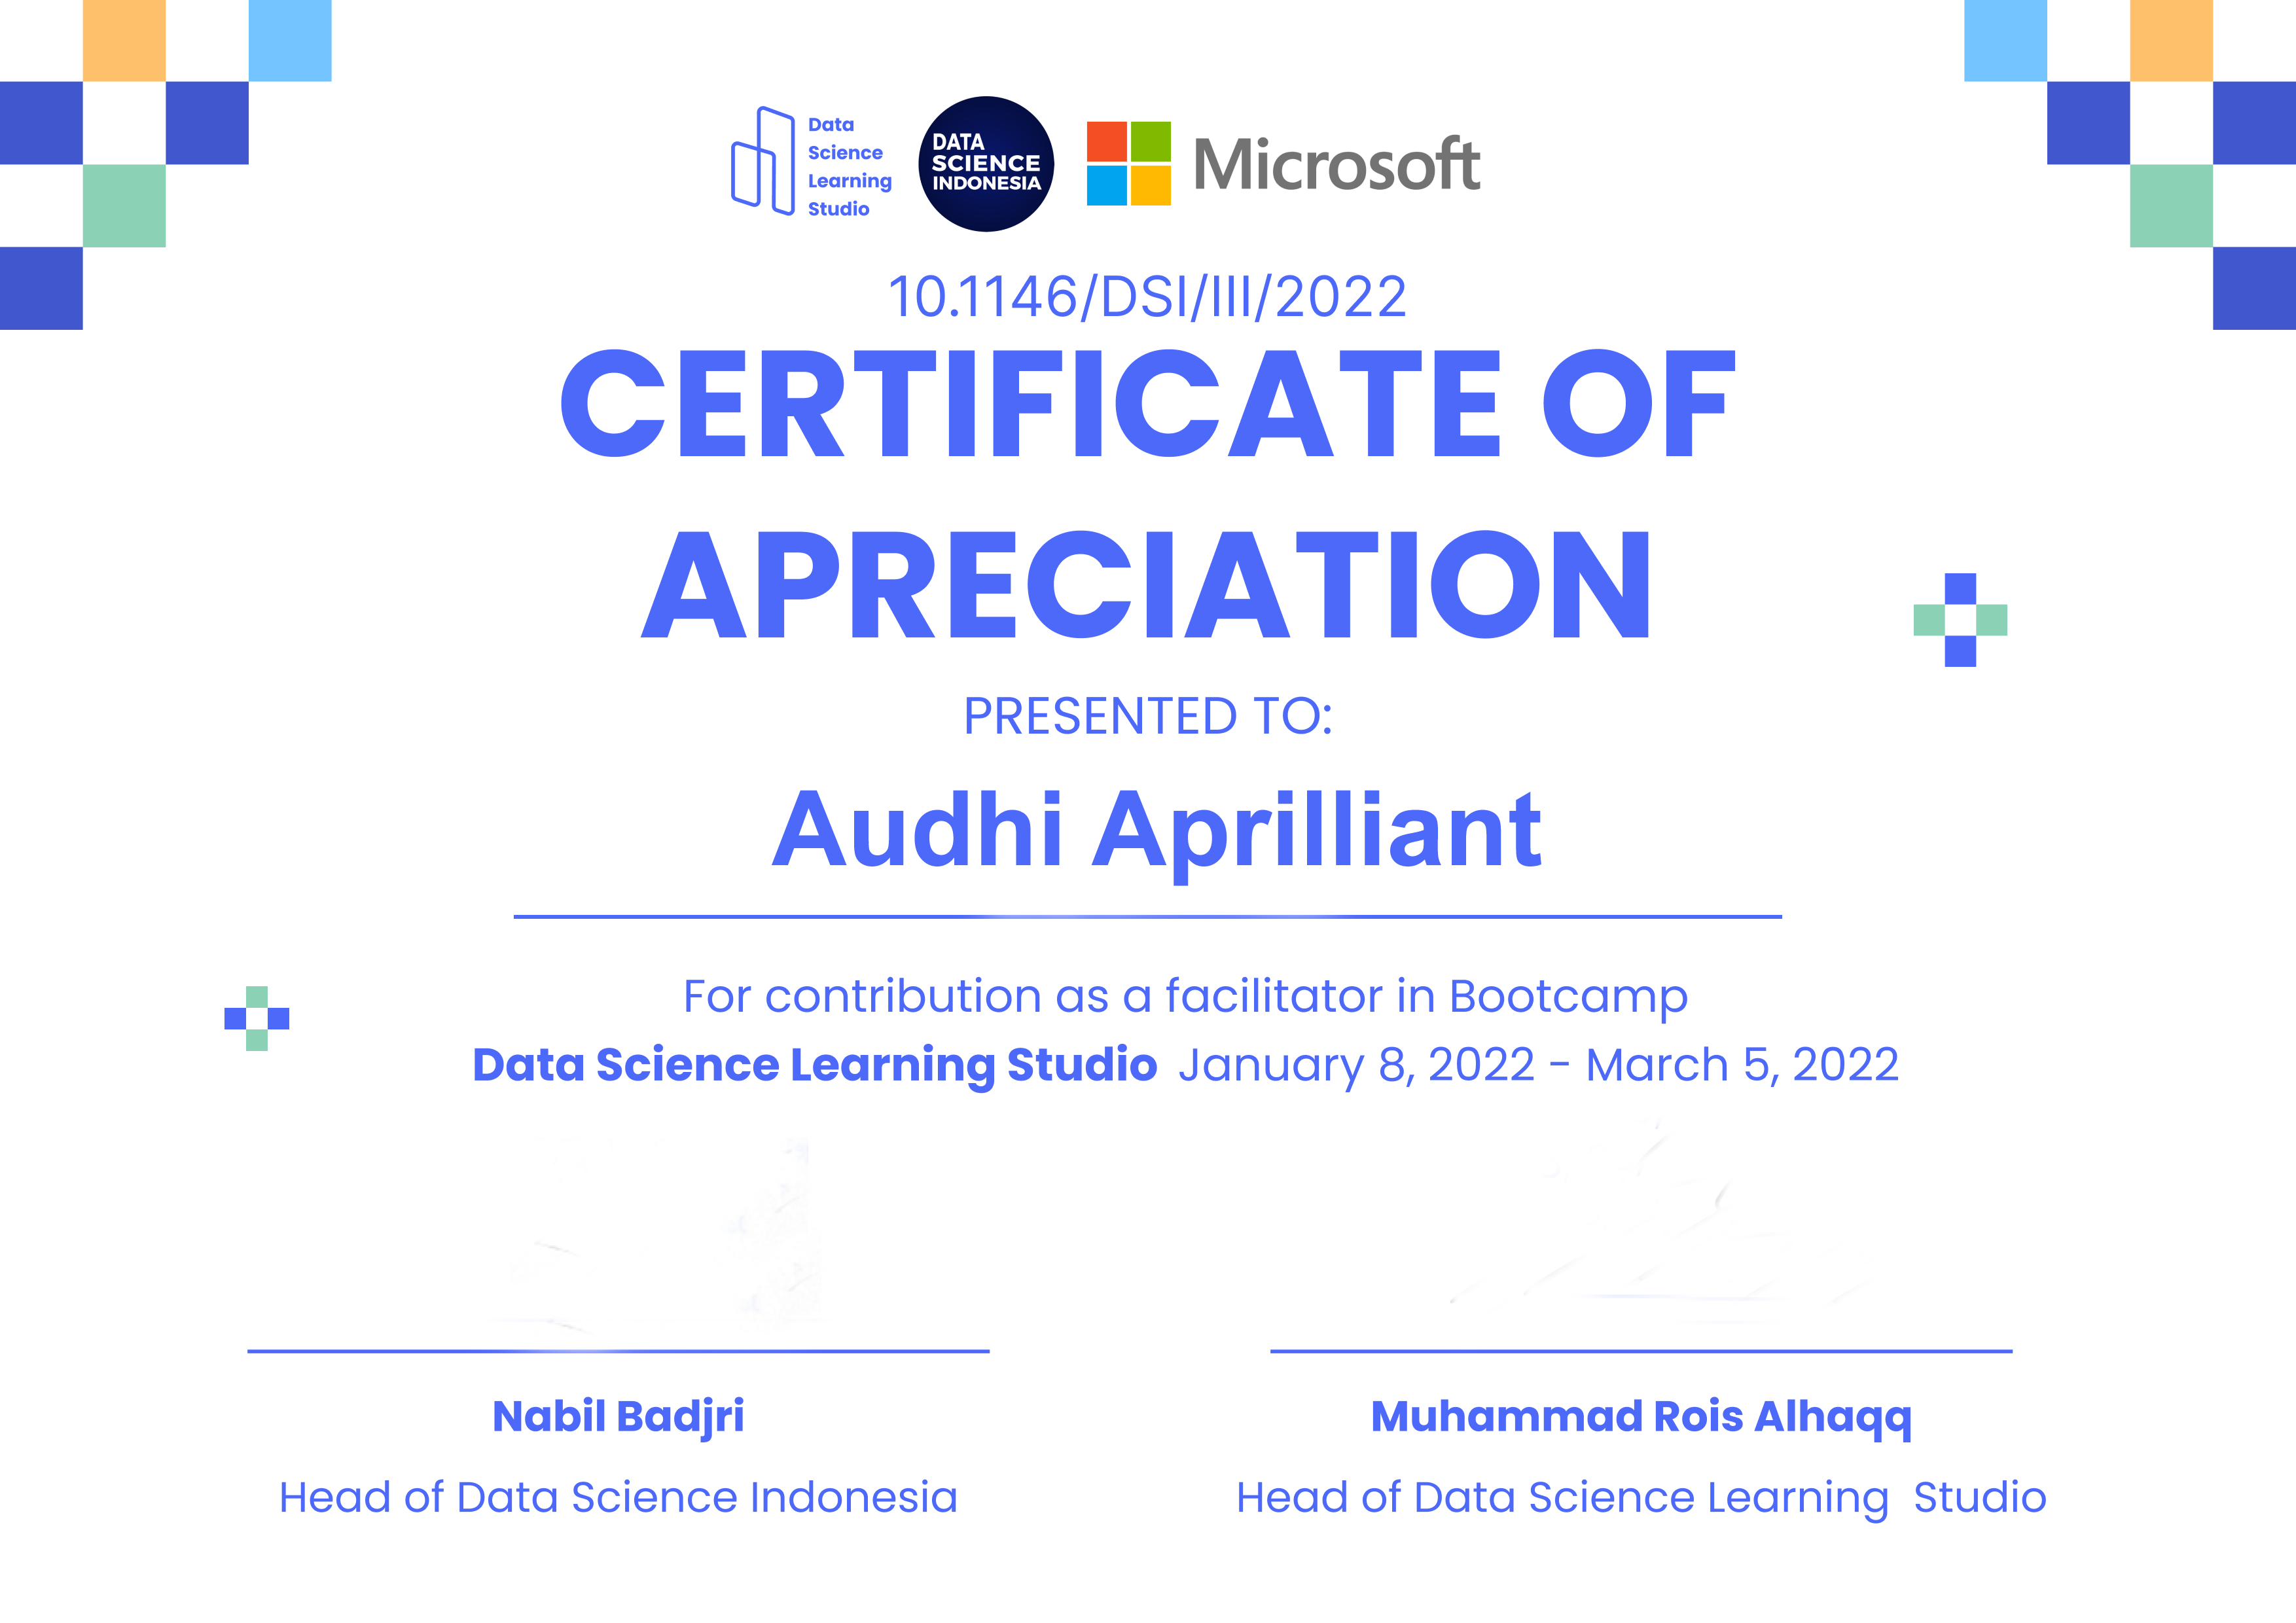 Data
Science
Learning
Studio
DATA
SCIENCE
INDONESIA
Microsoft
10.1146/DSI/III/2022
CERTIFICATE OF
APRECIATION
PRESENTED TO:
Audhi Aprilliant
For contribution as a facilitator in Bootcamp
Data Science Learning Studio January 8, 2022 - March 5, 2022
Nabil Badjri
Muhammad Rois Alhaqq
Head of Data Science Indonesia
Head of Data Science Learning Studio